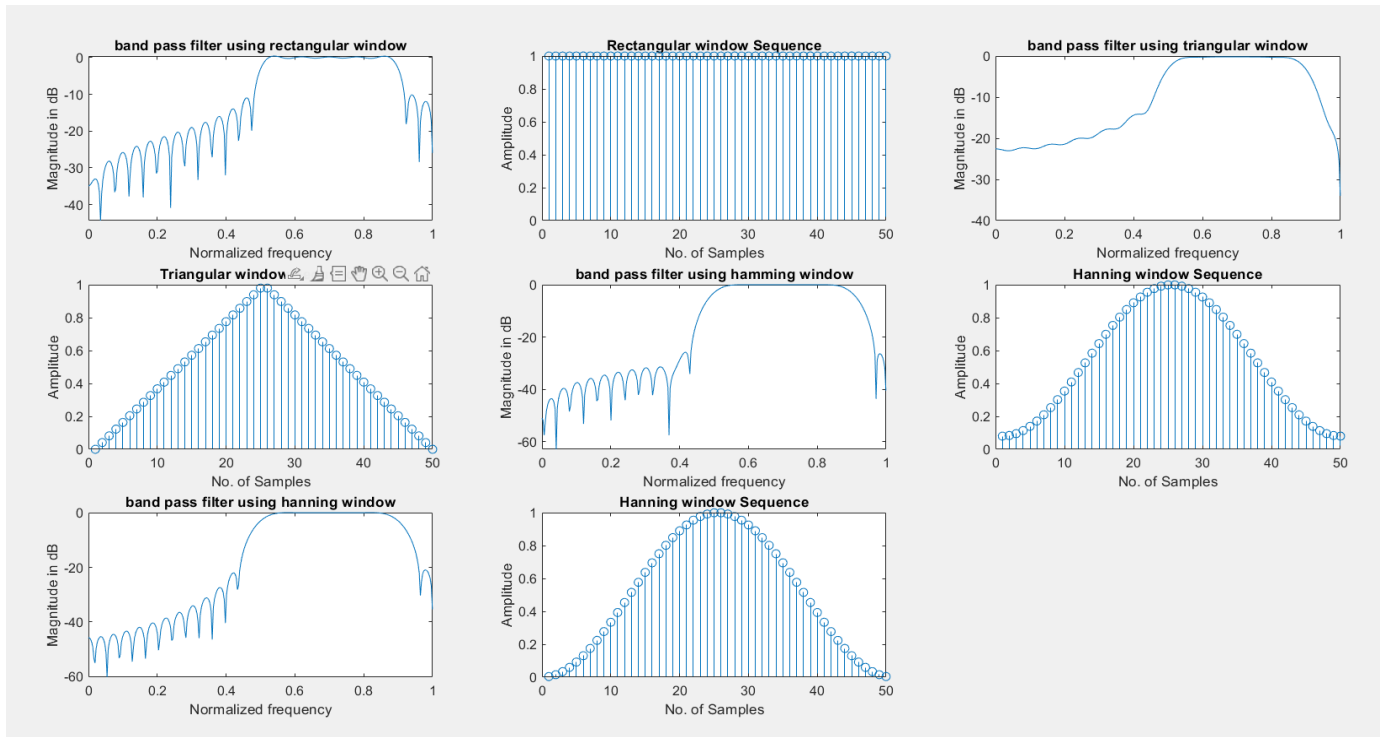 band pass filter using rectangular window
0
-10
-20
-30
-40
Magnitude in dB
0 0.2 0.4 0.6 0.8 1
Normalized frequency
Rectangular window Sequence
1
0.8
0.6
0.4
0.2
0
Amplitude
0 10 20 30 40 50
No. of Samples
band pass filter using triangular window
0
-10
-20
-30
-40
Magnitude in dB
0 0.2 0.4 0.6 0.8 1
Normalized frequency
Triangular window
1
0.8
0.6
0.4
0.2
0
Amplitude
0 10 20 30 40 50
No. of Samples
band pass filter using hamming window
0
-20
-40
-60
Magnitude in dB
0 0.2 0.4 0.6 0.8 1
Normalized frequency
Hanning window Sequence
1
0.8
0.6
0.4
0.2
0
Amplitude
0 10 20 30 40 50
No. of Samples
band pass filter using hanning window
0
-20
-40
-60
Magnitude in dB
0 0.2 0.4 0.6 0.8 1
Normalized frequency
Hanning window Sequence
1
0.8
0.6
0.4
0.2
0
Amplitude
0 10 20 30 40 50
No. of Samples